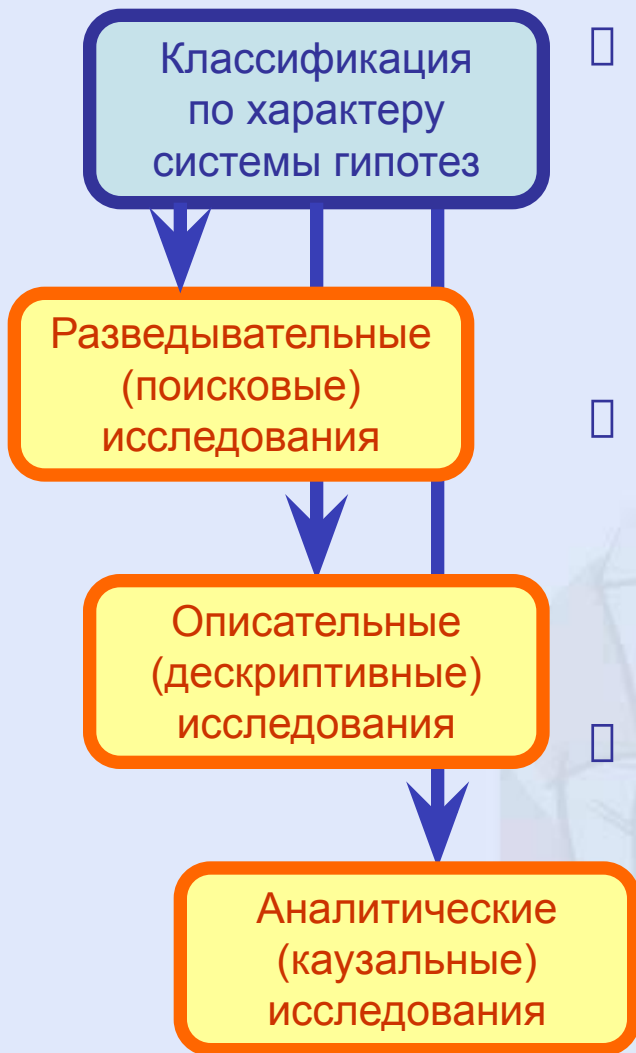 Классификация
по характеру
системы гипотез
Разведывательные
(поисковые)
исследования
Описательные
(дескриптивные)
исследования
Аналитические
(каузальные)
исследования